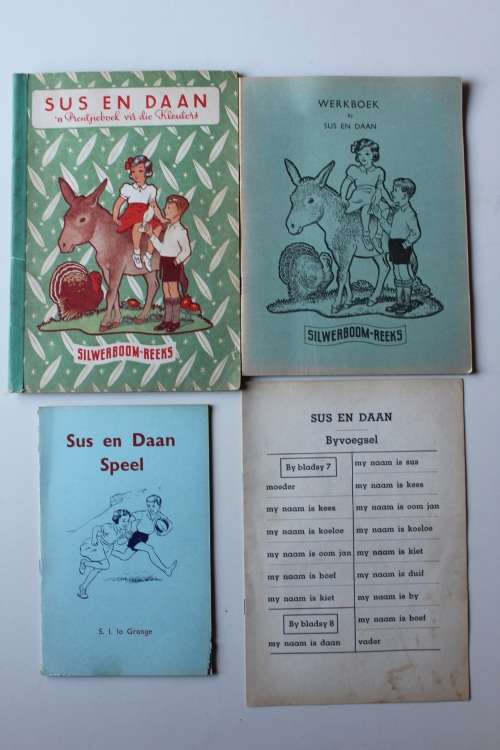 SUS EN DAAN
'n Prentjieboek vir die Kleuters
SILWERBOOM-REEKS
WERKBOEK
by
SUS EN DAAN
SILWERBOOM-REEKS
Sus en Daan
Speel
S. I. la Grange
SUS EN DAAN
Byvoegsel
By bladsy 7
moeder
my naam is kees
my naam is koeloe
my naam is oom jan
my naam is boef
my naam is kiet
By bladsy 8
my naam is daan
my naam is sus
my naam is kees
my naam is oom jan
my naam is koeloe
my naam is kiet
my naam is duif
my naam is by
my naam is boef
vader